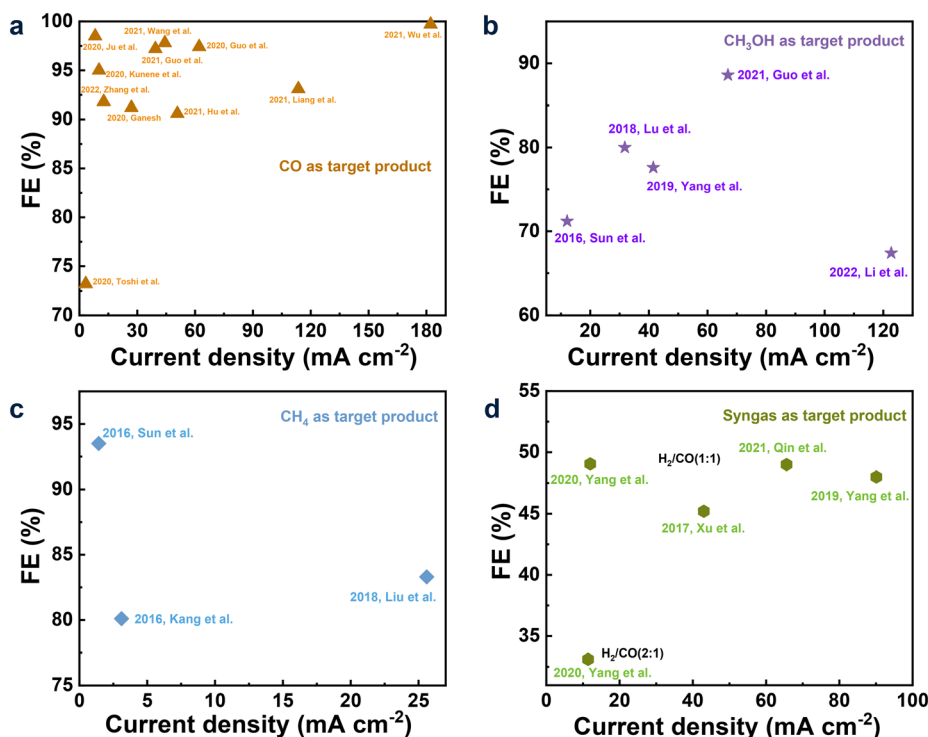 a
CO as target product
FE (%)
100
95
90
85
80
75
70
0 30 60 90 120 150 180
Current density (mA cm⁻²)
2020, Ju et al.
2021, Wang et al.
2021, Guo et al.
2020, Guo et al.
2021, Wu et al.
2020, Kunene et al.
2022, Zhang et al.
2020, Ganesh
2021, Hu et al.
2021, Liang et al.
2020, Toshi et al.
b
CH₃OH as target product
FE (%)
90
80
70
60
20 40 60 80 100 120
Current density (mA cm⁻²)
2021, Guo et al.
2018, Lu et al.
2019, Yang et al.
2016, Sun et al.
2022, Li et al.
c
CH₄ as target product
FE (%)
95
90
85
80
75
0 5 10 15 20 25
Current density (mA cm⁻²)
2016, Sun et al.
2018, Liu et al.
2016, Kang et al.
d
Syngas as target product
FE (%)
55
50
45
40
35
0 20 40 60 80 100
Current density (mA cm⁻²)
2021, Qin et al.
H₂/CO(1:1)
2020, Yang et al.
2019, Yang et al.
2017, Xu et al.
H₂/CO(2:1)
2020, Yang et al.